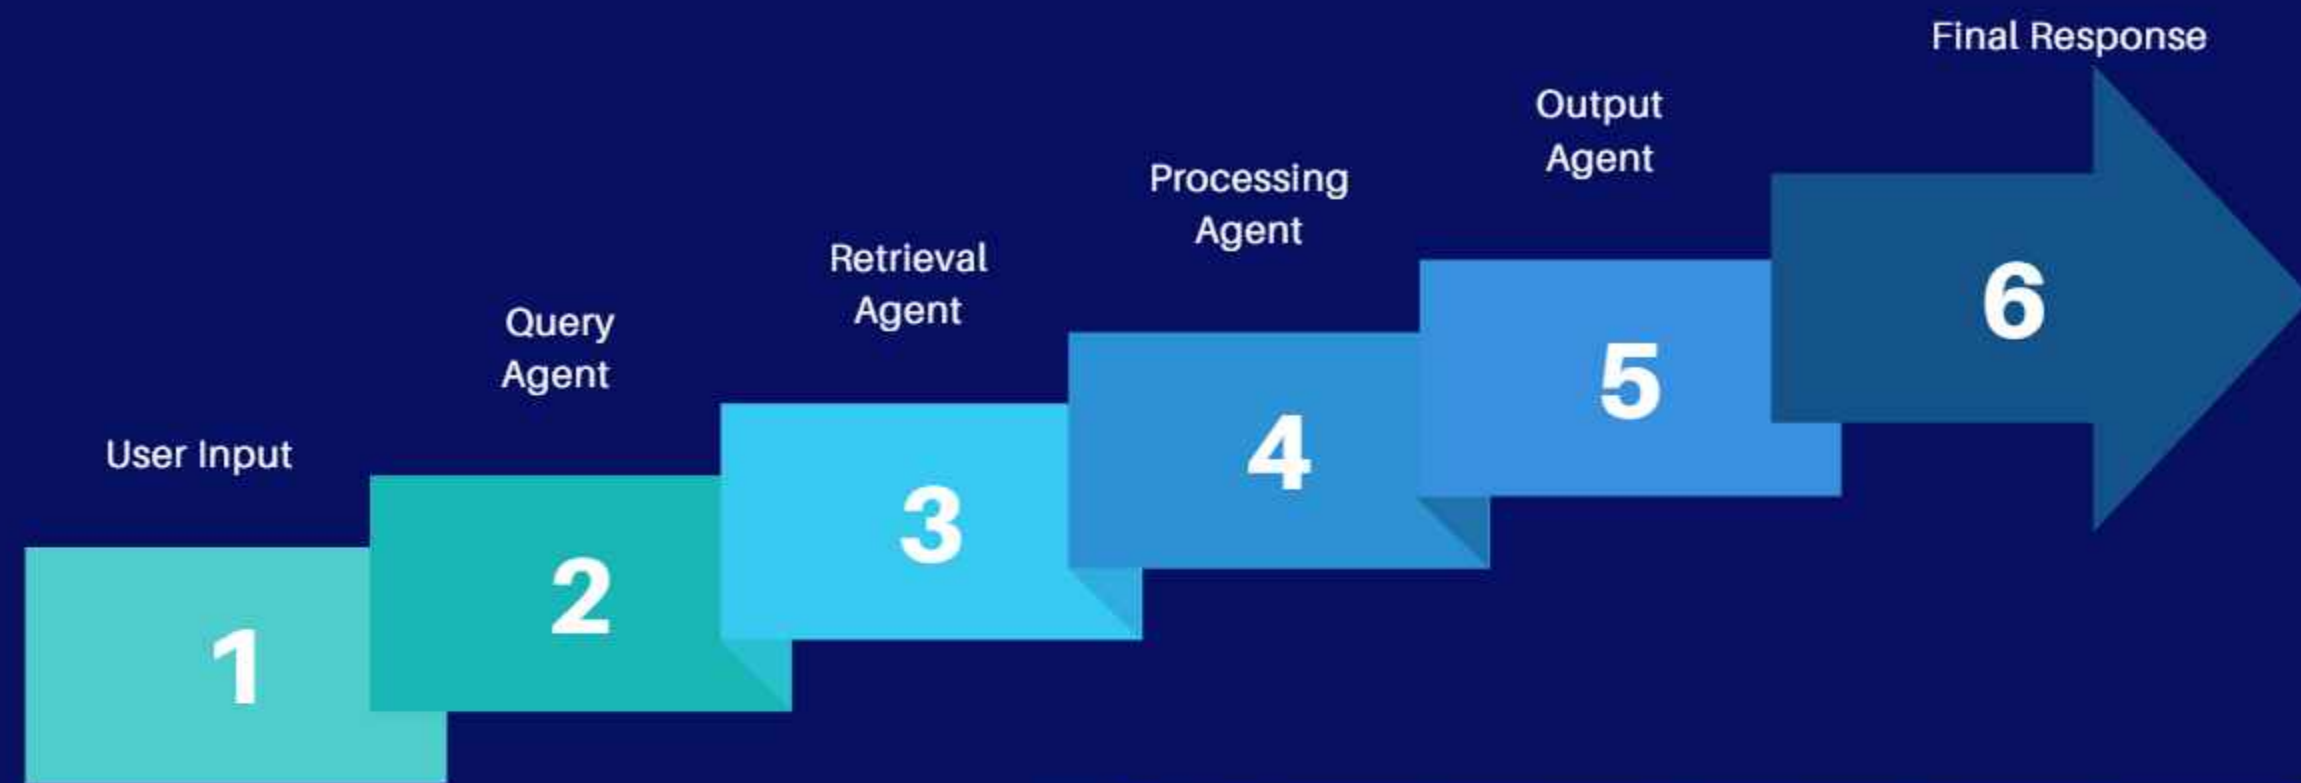 User Input
1
Query
Agent
2
Retrieval
Agent
3
Processing
Agent
4
Output
Agent
5
Final Response
6